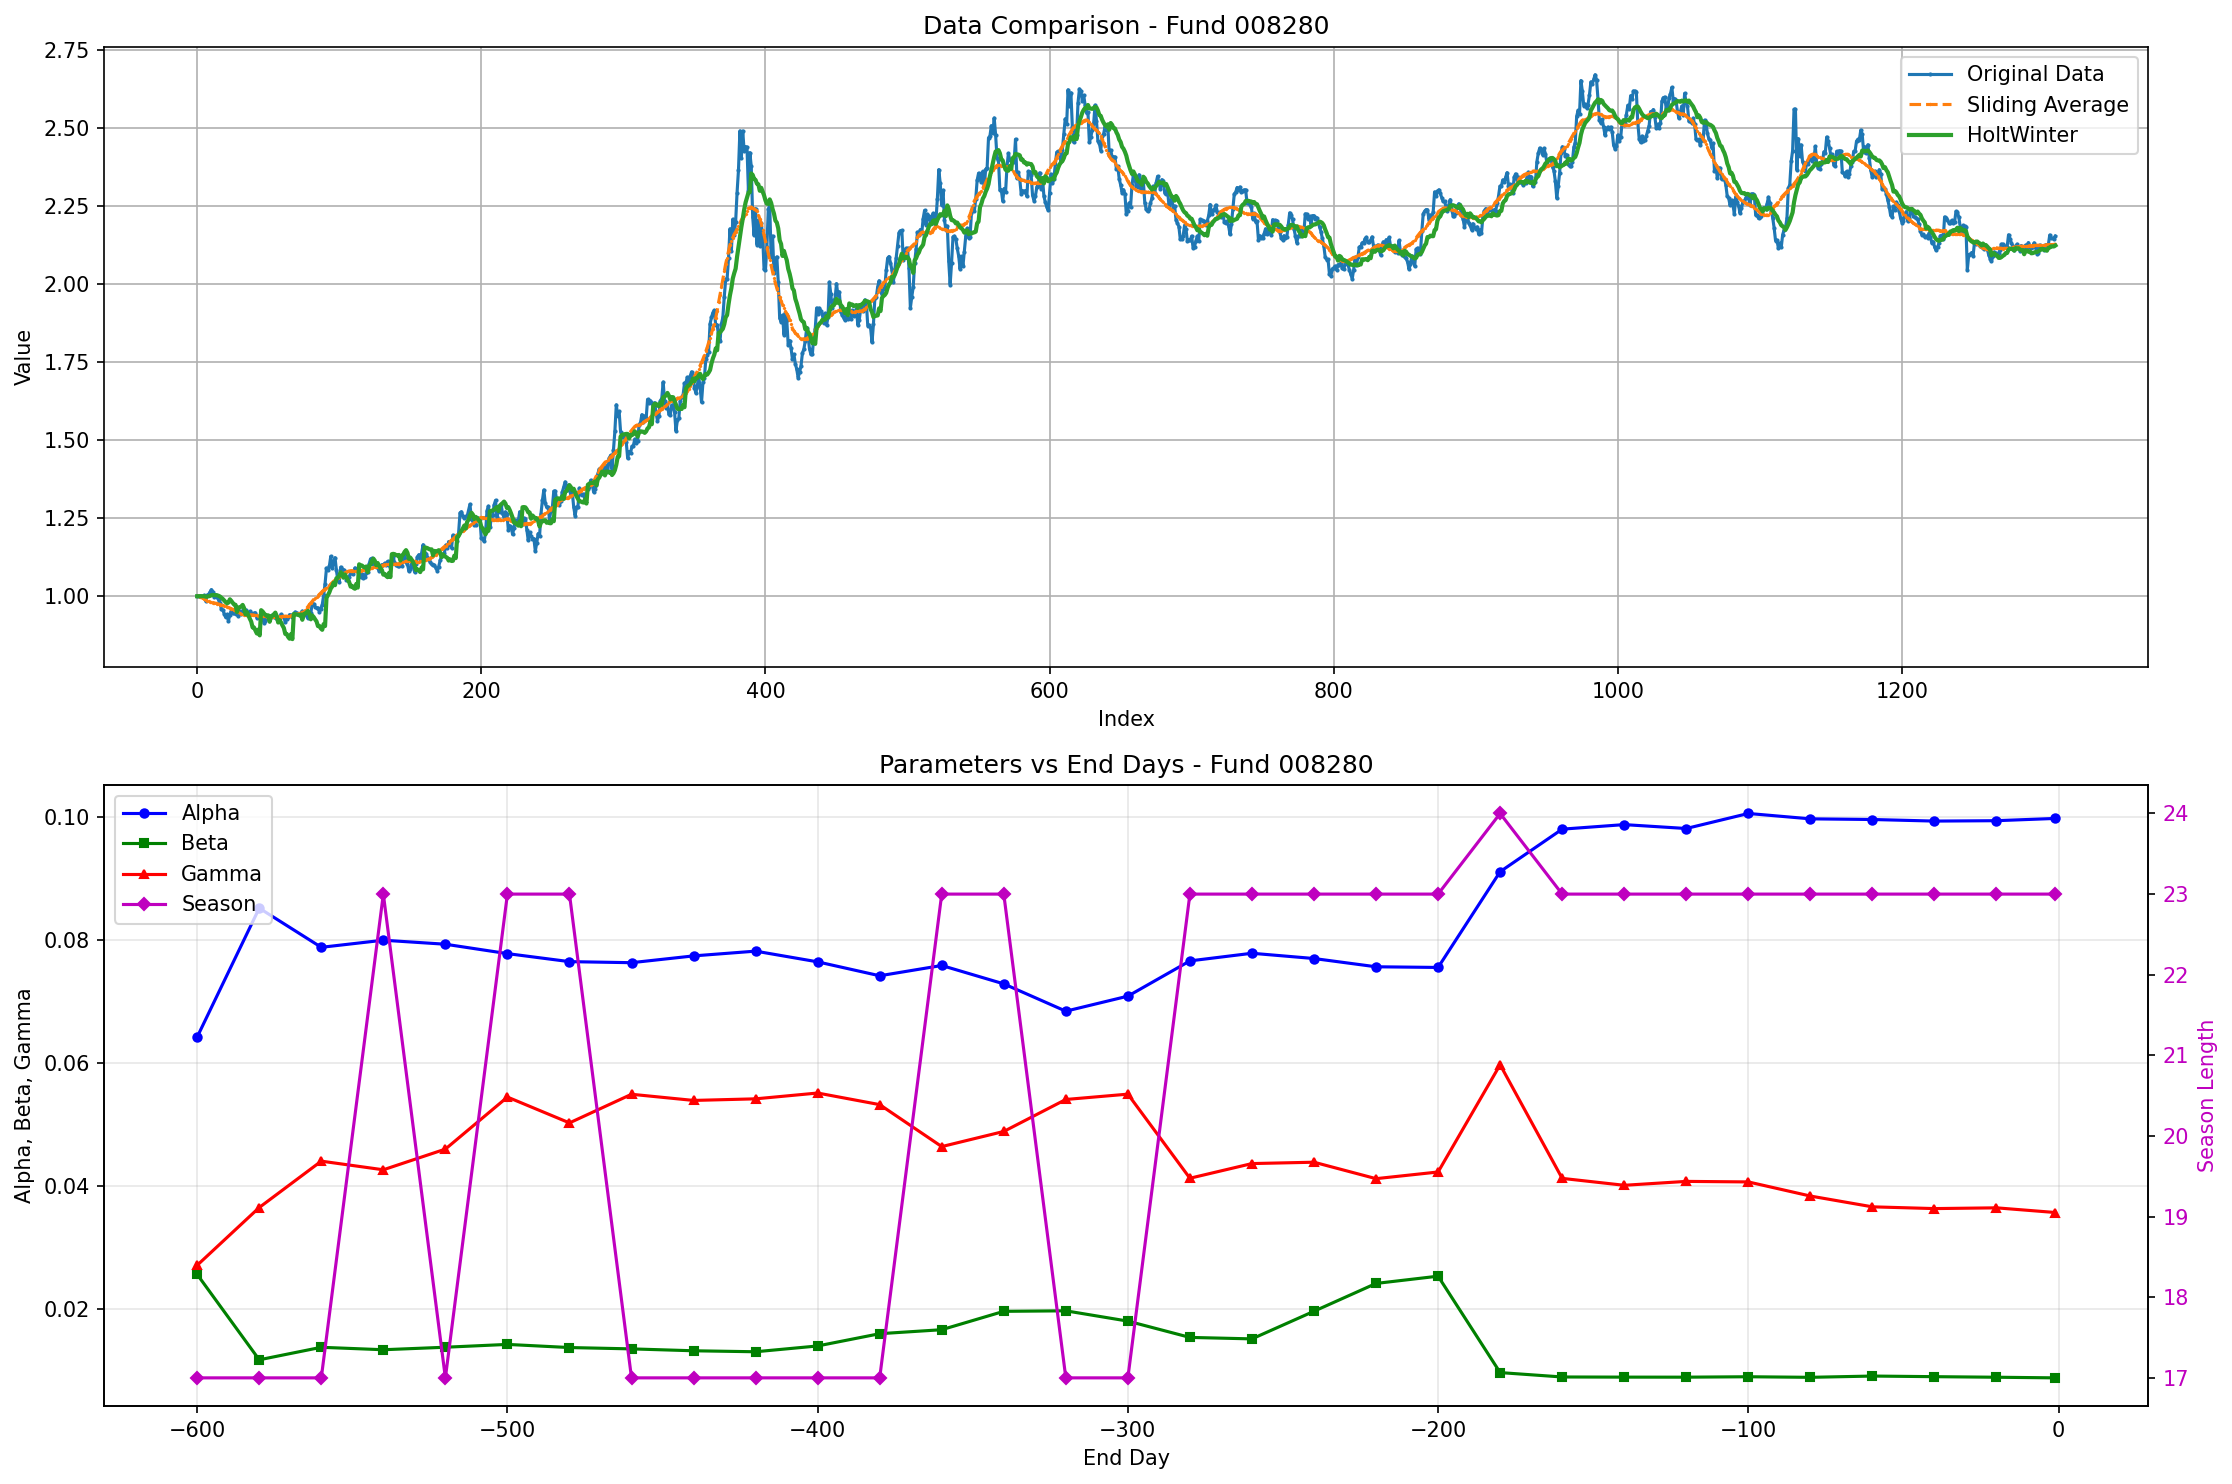 Data Comparison - Fund 008280
2.75
2.50
2.25
2.00
1.75
1.50
1.25
1.00
Value
Original Data
Sliding Average
HoltWinter
0 200 400 600 800 1000 1200
Index
Parameters vs End Days - Fund 008280
0.10
0.08
0.06
0.04
0.02
Alpha, Beta, Gamma
Alpha
Beta
Gamma
Season
24
23
22
21
20
19
18
17
Season Length
−600 −500 −400 −300 −200 −100 0
End Day